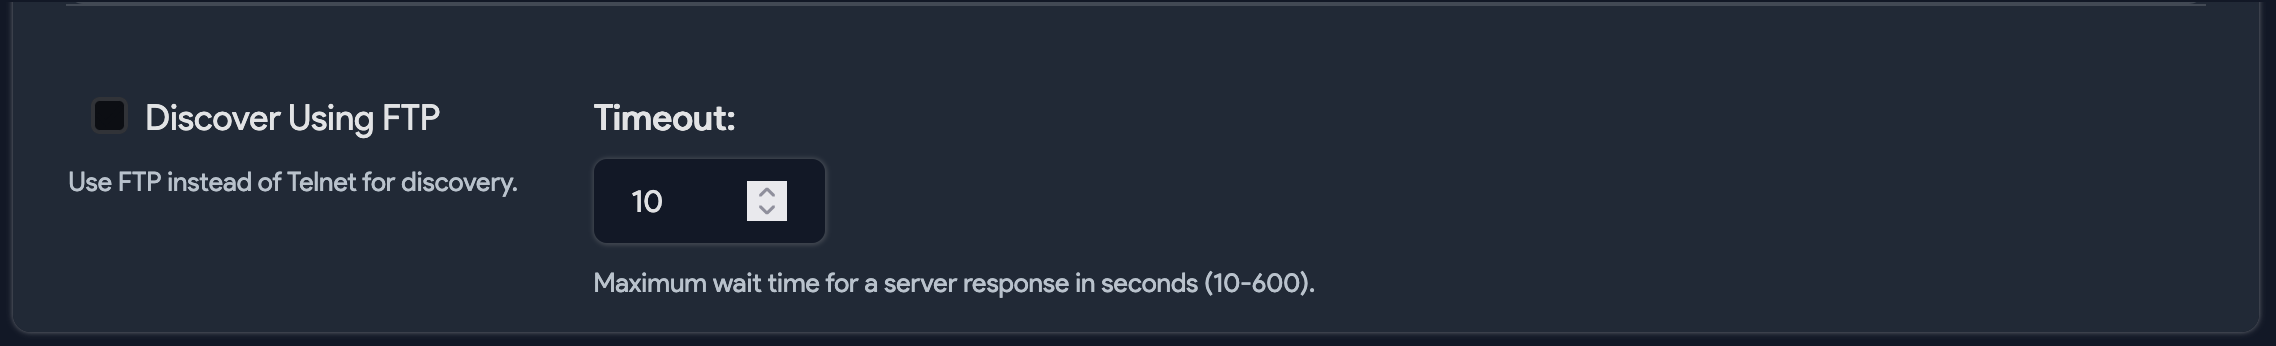 Discover Using FTP
Use FTP instead of Telnet for discovery.
Timeout:
10
Maximum wait time for a server response in seconds (10-600).